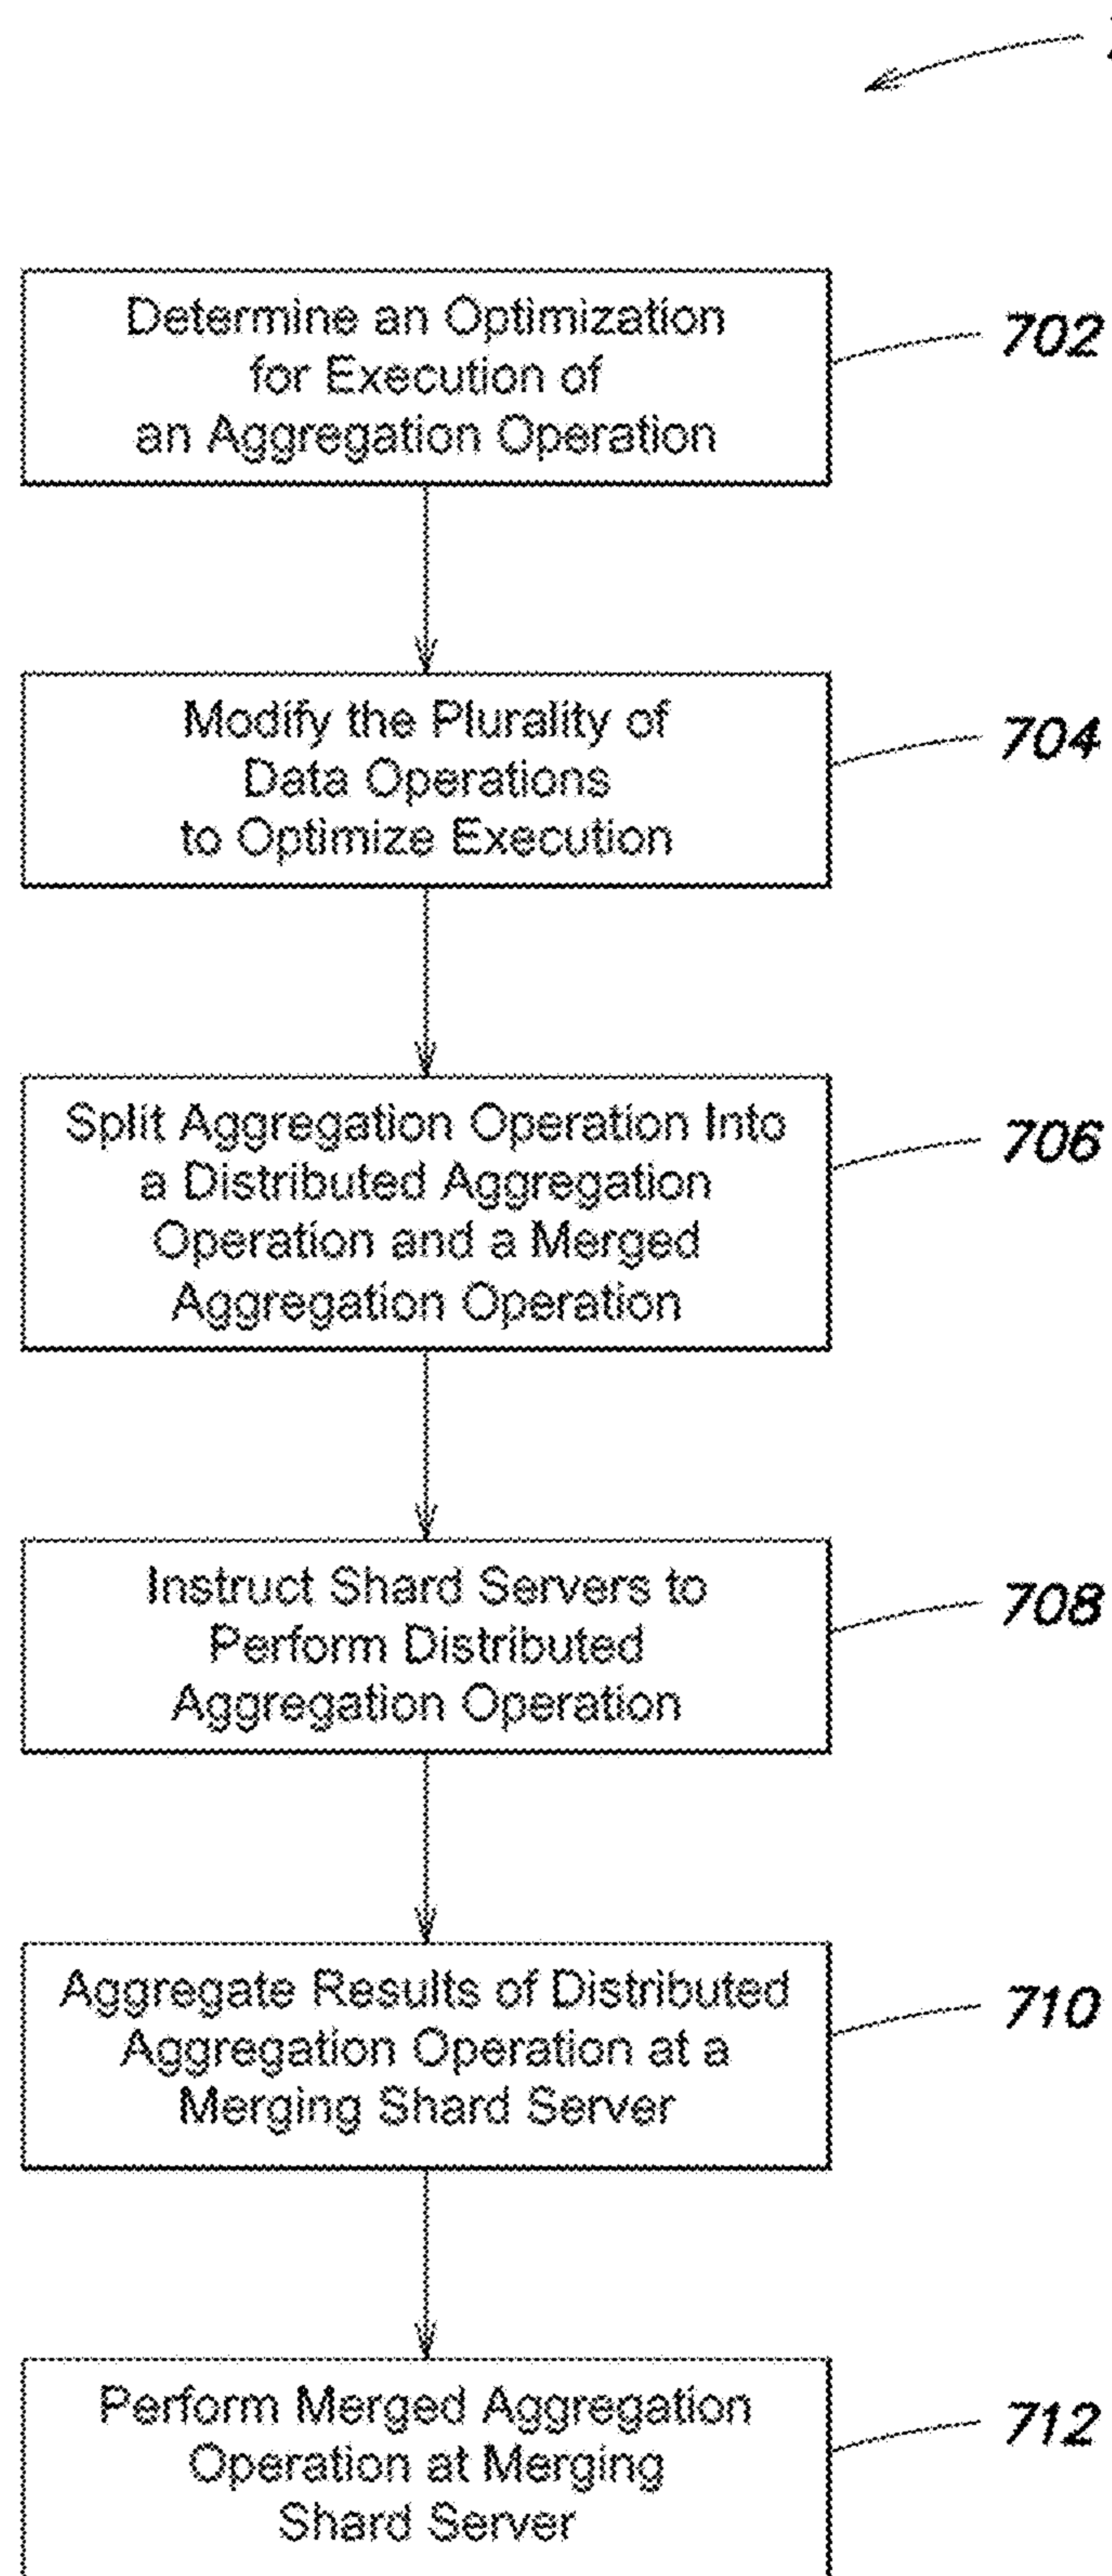 Determine an Optimization
for Execution of
an Aggregation Operation
702
Modify the Plurality of
Data Operations
to Optimize Execution
704
Split Aggregation Operation Into
a Distributed Aggregation
Operation and a Merged
Aggregation Operation
706
Instruct Shard Servers to
Perform Distributed
Aggregation Operation
708
Aggregate Results of Distributed
Aggregation Operation at a
Merging Shard Server
710
Perform Merged Aggregation
Operation at Merging
Shard Server
712